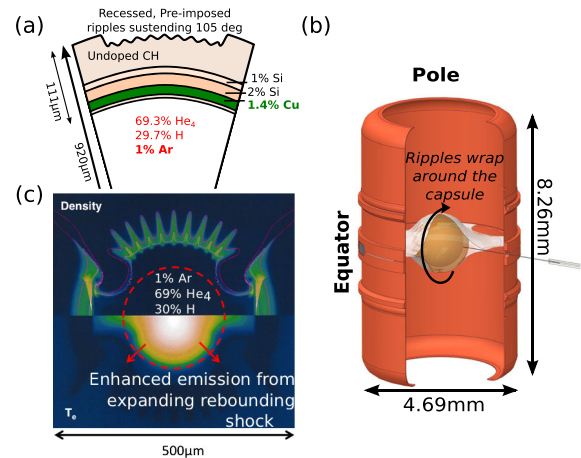 (a)
Recessed, Pre-imposed
ripples sustending 105 deg
Undoped CH
1% Si
2% Si
1.4% Cu
111μm
920μm
69.3% He4
29.7% H
1% Ar
(b)
Pole
Ripples wrap
around the
capsule
Equator
8.26mm
4.69mm
(c)
Density
1% Ar
69% He4
30% H
Enhanced emission from
expanding rebounding
shock
Te
500μm